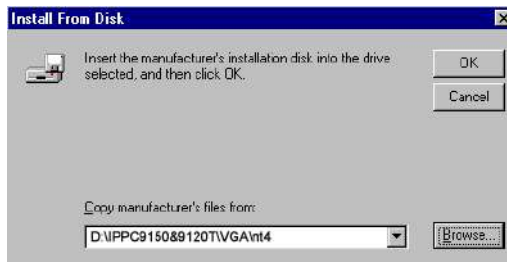 Install From Disk
Insert the manufacturer's installation disk into the drive
selected, and then click OK.
OK
Cancel
Copy manufacturer's files from:
D:\IPPC9150&9120T\VGA\nt4
Browse...